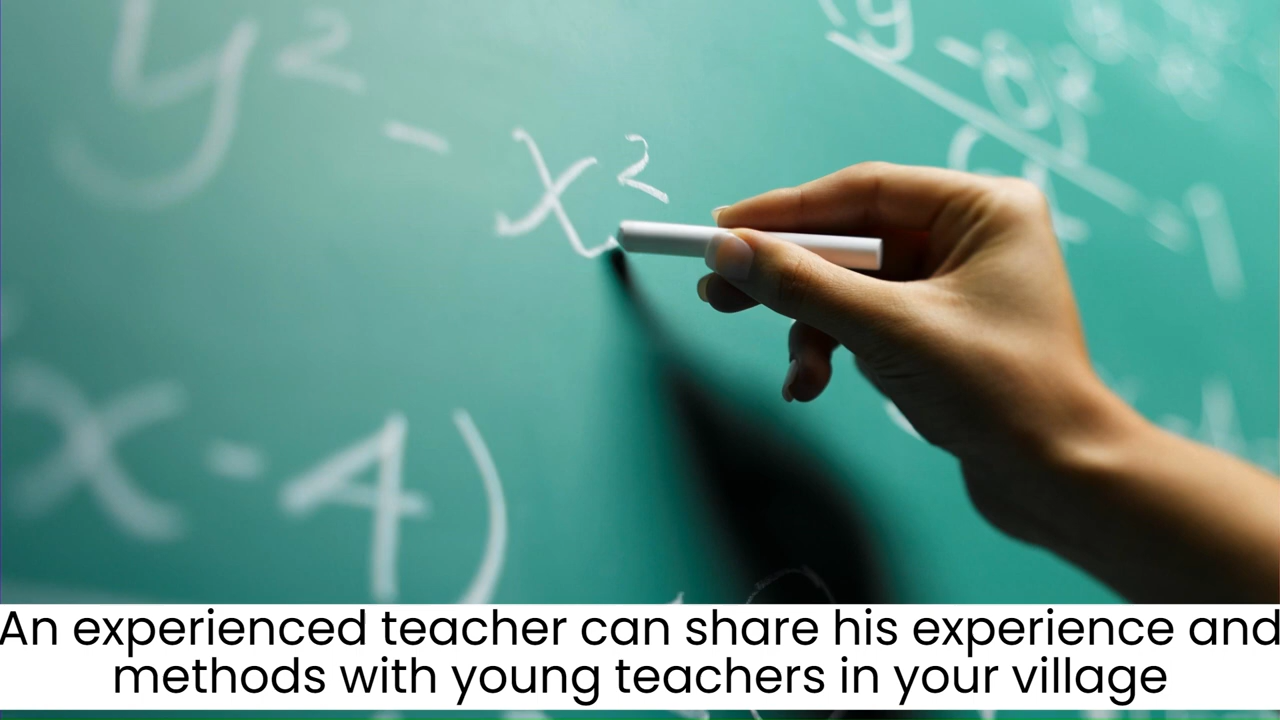 y² - x²
x - 4)
An experienced teacher can share his experience and
methods with young teachers in your village